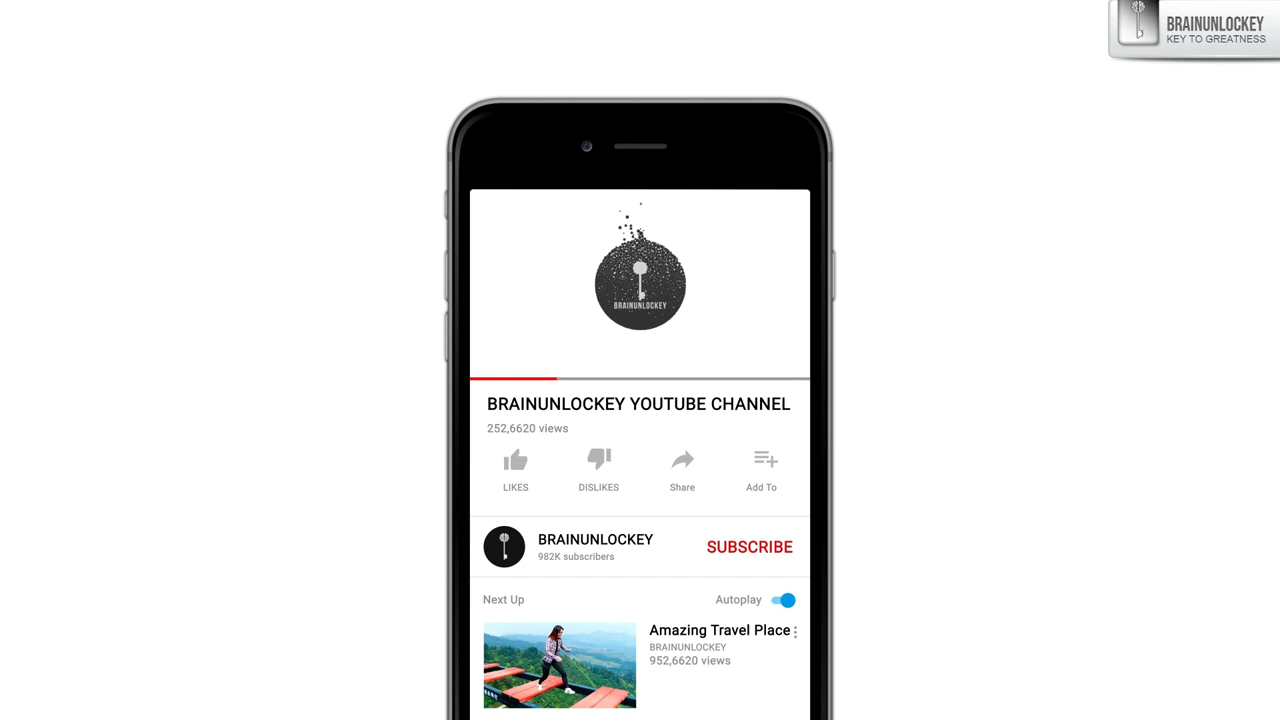 BRAINUNLOCKEY
KEY TO GREATNESS
BRAINUNLOCKEY
BRAINUNLOCKEY YOUTUBE CHANNEL
252,6620 views
LIKES DISLIKES Share Add To
BRAINUNLOCKEY
982K subscribers
SUBSCRIBE
Next Up Autoplay
Amazing Travel Place
BRAINUNLOCKEY
952,6620 views